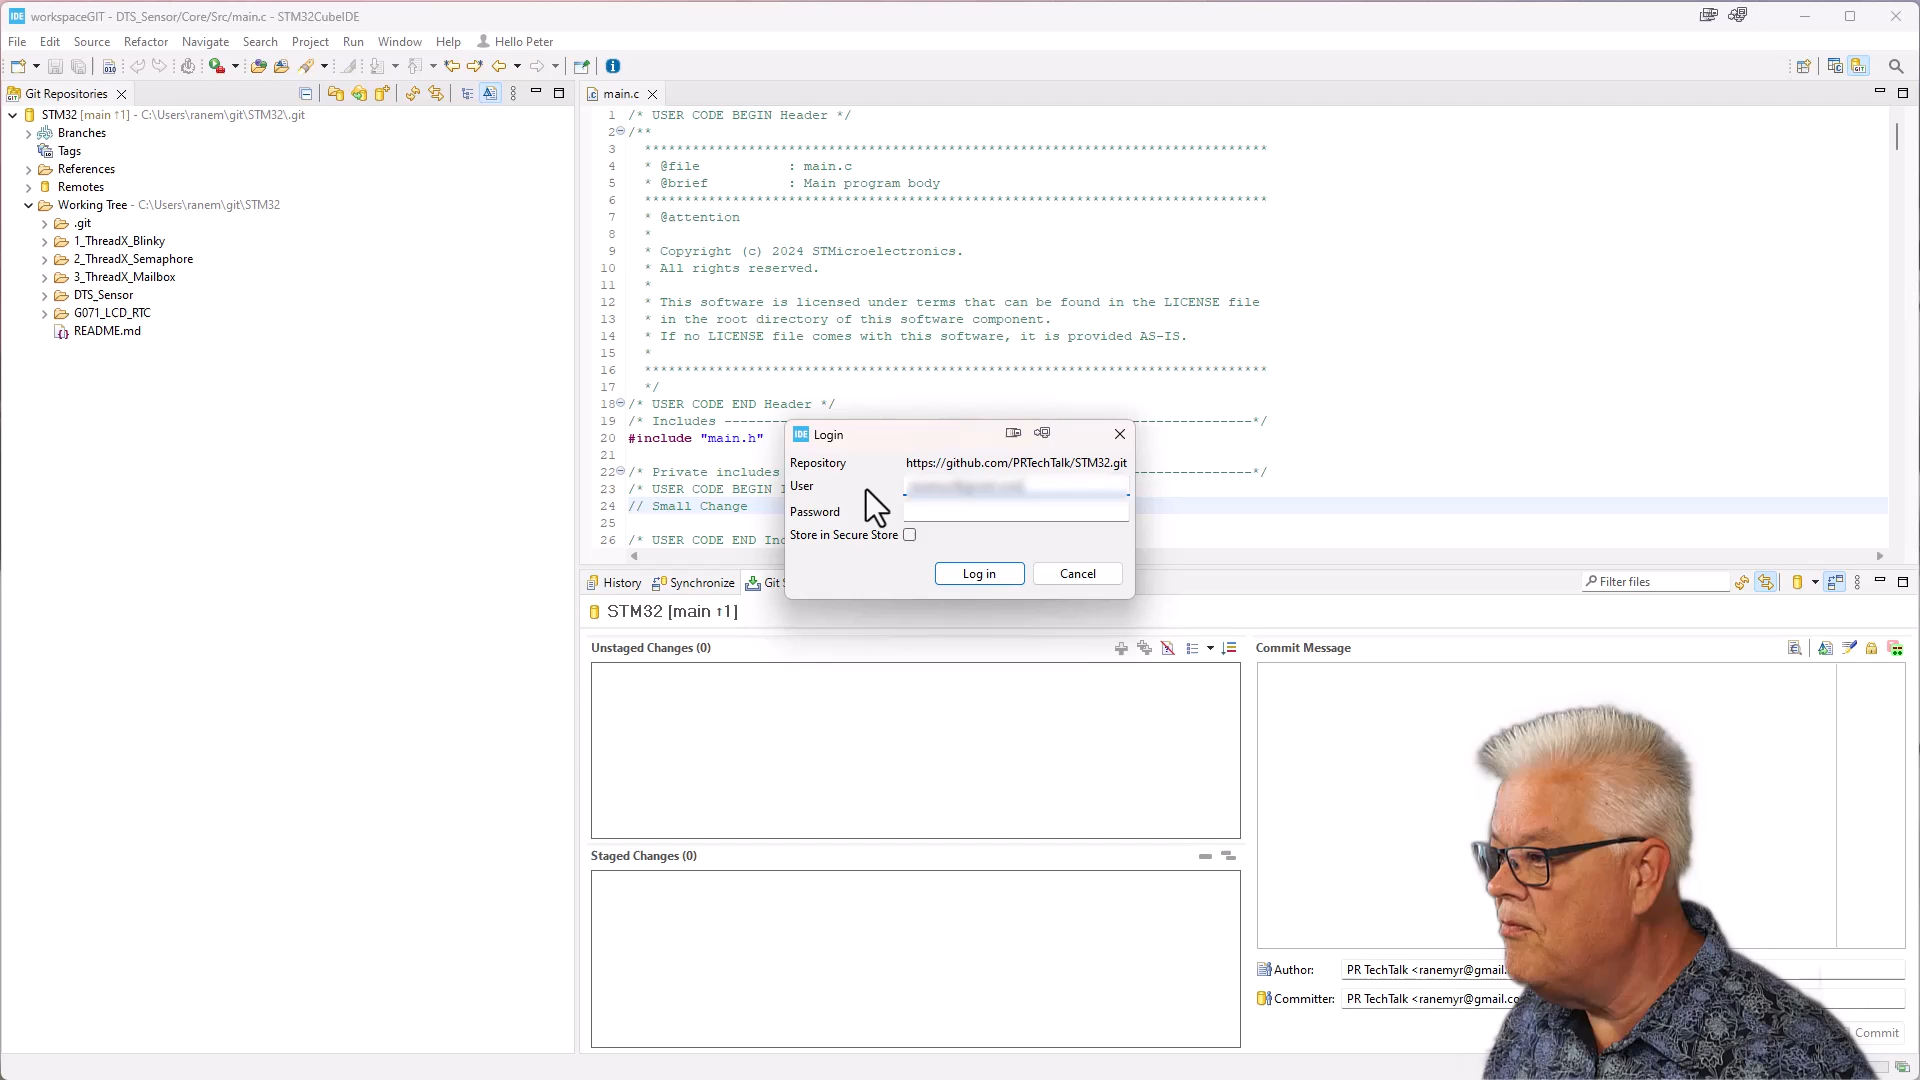 IDE workspaceGIT - DTS_Sensor/Core/Src/main.c - STM32CubeIDE
File Edit Source Refactor Navigate Search Project Run Window Help Hello Peter
Git Repositories
STM32 [main ↑1] - C:\Users\ranem\git\STM32\.git
Branches
Tags
References
Remotes
Working Tree - C:\Users\ranem\git\STM32
.git
1_ThreadX_Blinky
2_ThreadX_Semaphore
3_ThreadX_Mailbox
DTS_Sensor
G071_LCD_RTC
README.md
main.c
1 /* USER CODE BEGIN Header */
2 /**
3 ******************************************************************************
4 * @file : main.c
5 * @brief : Main program body
6 ******************************************************************************
7 * @attention
8 *
9 * Copyright (c) 2024 STMicroelectronics.
10 * All rights reserved.
11 *
12 * This software is licensed under terms that can be found in the LICENSE file
13 * in the root directory of this software component.
14 * If no LICENSE file comes with this software, it is provided AS-IS.
15 *
16 ******************************************************************************
17 */
18 /* USER CODE END Header */
19 /* Includes ------------------------------------------------------------------*/
20 #include "main.h"
21
22 /* Private includes ----------------------------------------------------------*/
23 /* USER CODE BEGIN I
24 // Small Change
25
26 /* USER CODE END Inc
IDE Login
Repository https://github.com/PRTechTalk/STM32.git
User
Password
Store in Secure Store
Log in Cancel
History Synchronize Git S
Filter files
STM32 [main ↑1]
Unstaged Changes (0)
Commit Message
Staged Changes (0)
Author: PR TechTalk <ranemyr@gmail.
Committer: PR TechTalk <ranemyr@gmail.co
Commit